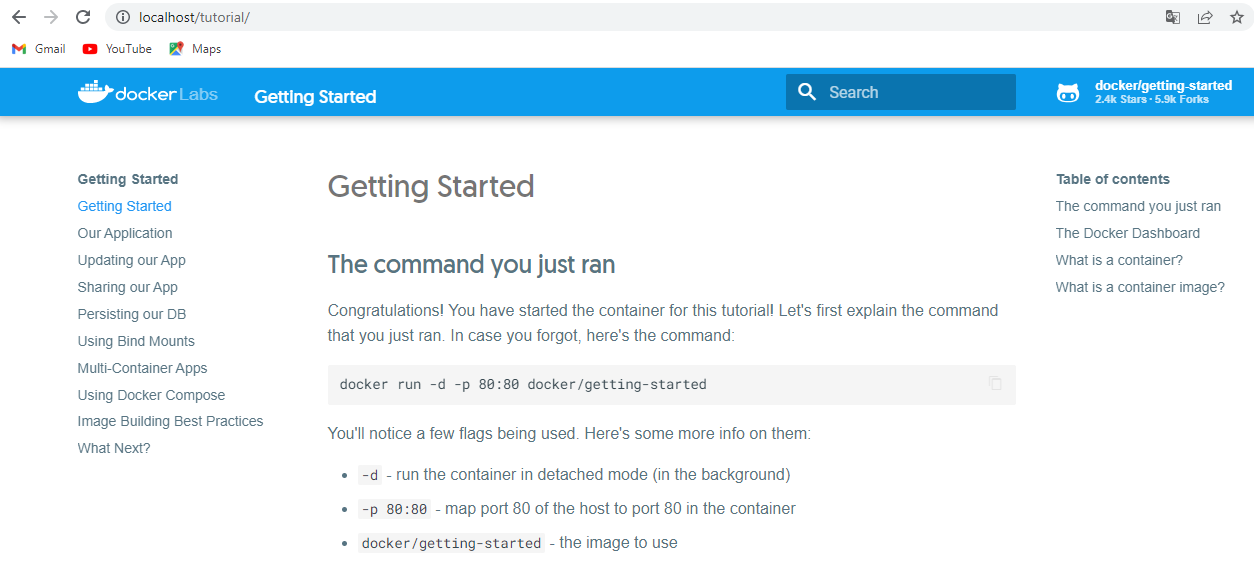 localhost/tutorial/
Gmail YouTube Maps
docker Labs Getting Started Search docker/getting-started
2.4k Stars · 5.9k Forks
Getting Started
Getting Started
Our Application
Updating our App
Sharing our App
Persisting our DB
Using Bind Mounts
Multi-Container Apps
Using Docker Compose
Image Building Best Practices
What Next?
Getting Started
The command you just ran
Congratulations! You have started the container for this tutorial! Let's first explain the command
that you just ran. In case you forgot, here's the command:
docker run -d -p 80:80 docker/getting-started
You'll notice a few flags being used. Here's some more info on them:
• -d - run the container in detached mode (in the background)
• -p 80:80 - map port 80 of the host to port 80 in the container
• docker/getting-started - the image to use
Table of contents
The command you just ran
The Docker Dashboard
What is a container?
What is a container image?